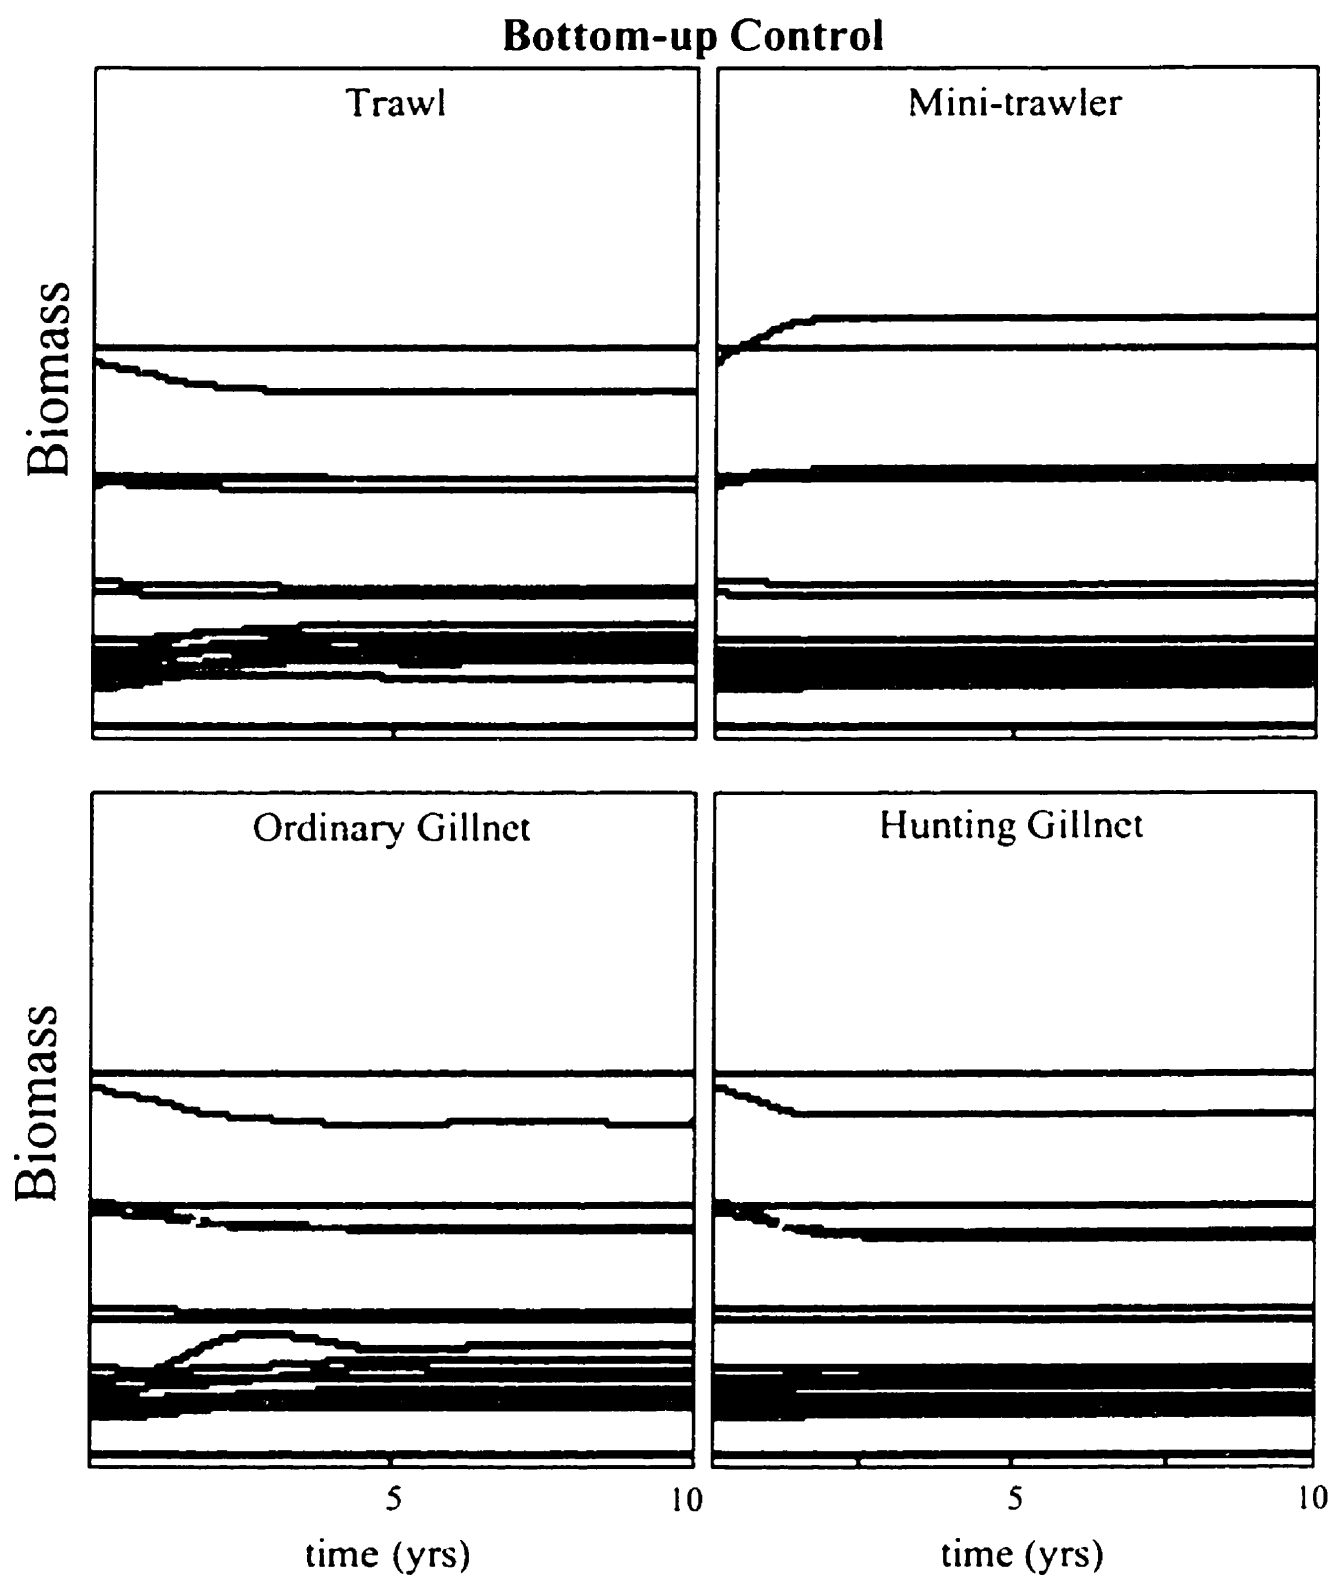 Bottom-up Control
Trawl
Mini-trawler
Biomass
Ordinary Gillnet
Hunting Gillnet
Biomass
5
10
5
10
time (yrs)
time (yrs)